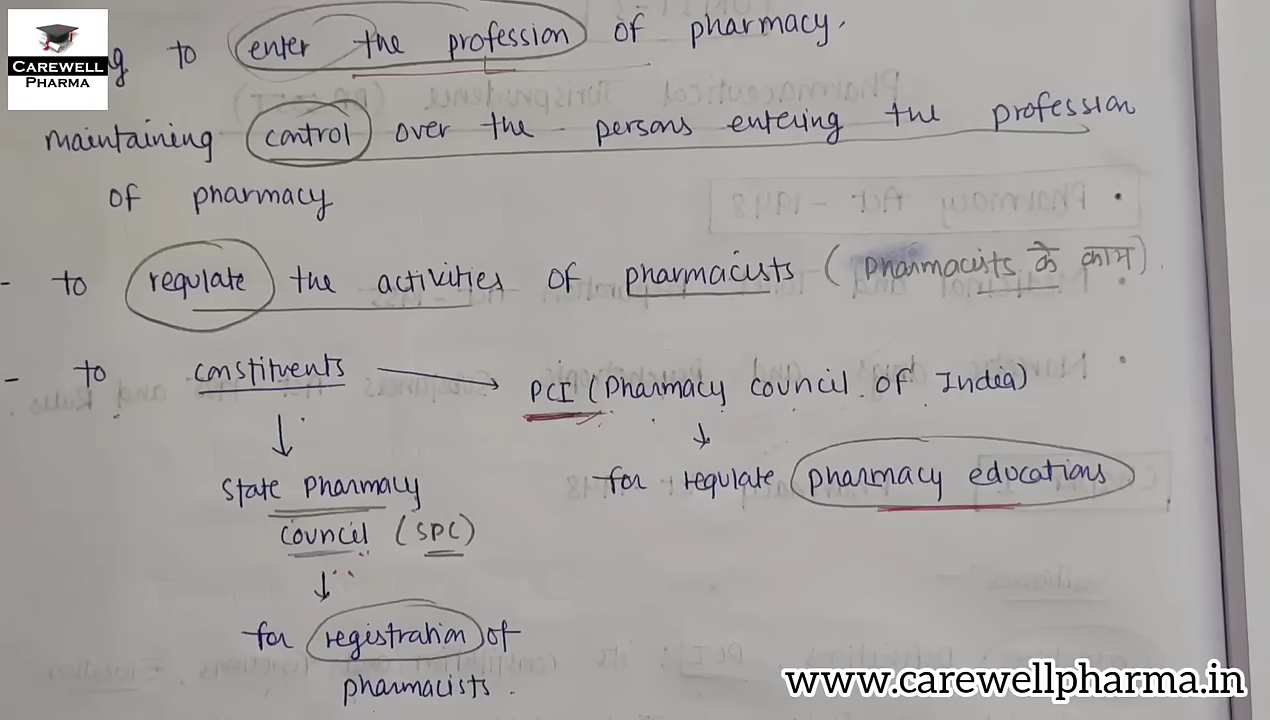 CAREWELL
PHARMA
to enter the profession of pharmacy.
maintaining control over the persons entering the profession
of pharmacy
- to regulate the activities of pharmacists ( pharmacists के काम )
- to constituents → PCI (Pharmacy council of India)
↓ ↓
State Pharmacy for regulate pharmacy educations
council (SPC)
↓
for registration of
pharmacists.
www.carewellpharma.in